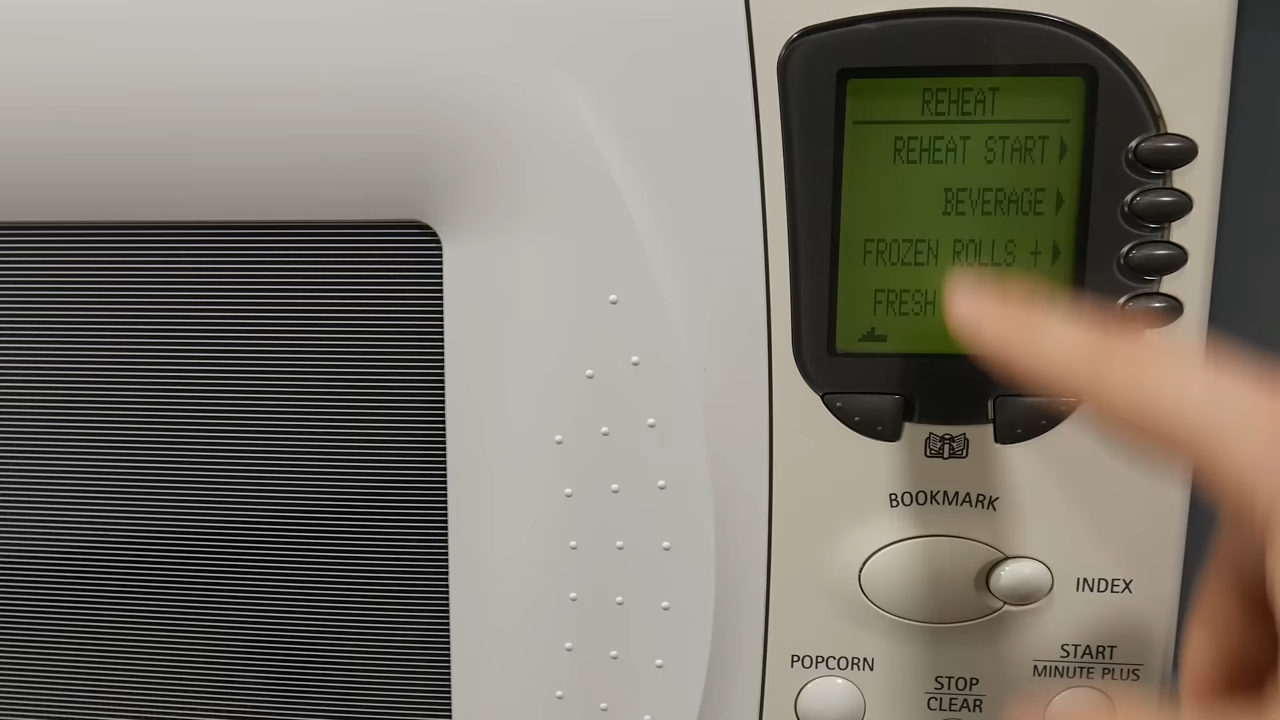 REHEAT
REHEAT START
BEVERAGE
FROZEN ROLLS +
FRESH
BOOKMARK
INDEX
POPCORN
STOP
CLEAR
START
MINUTE PLUS